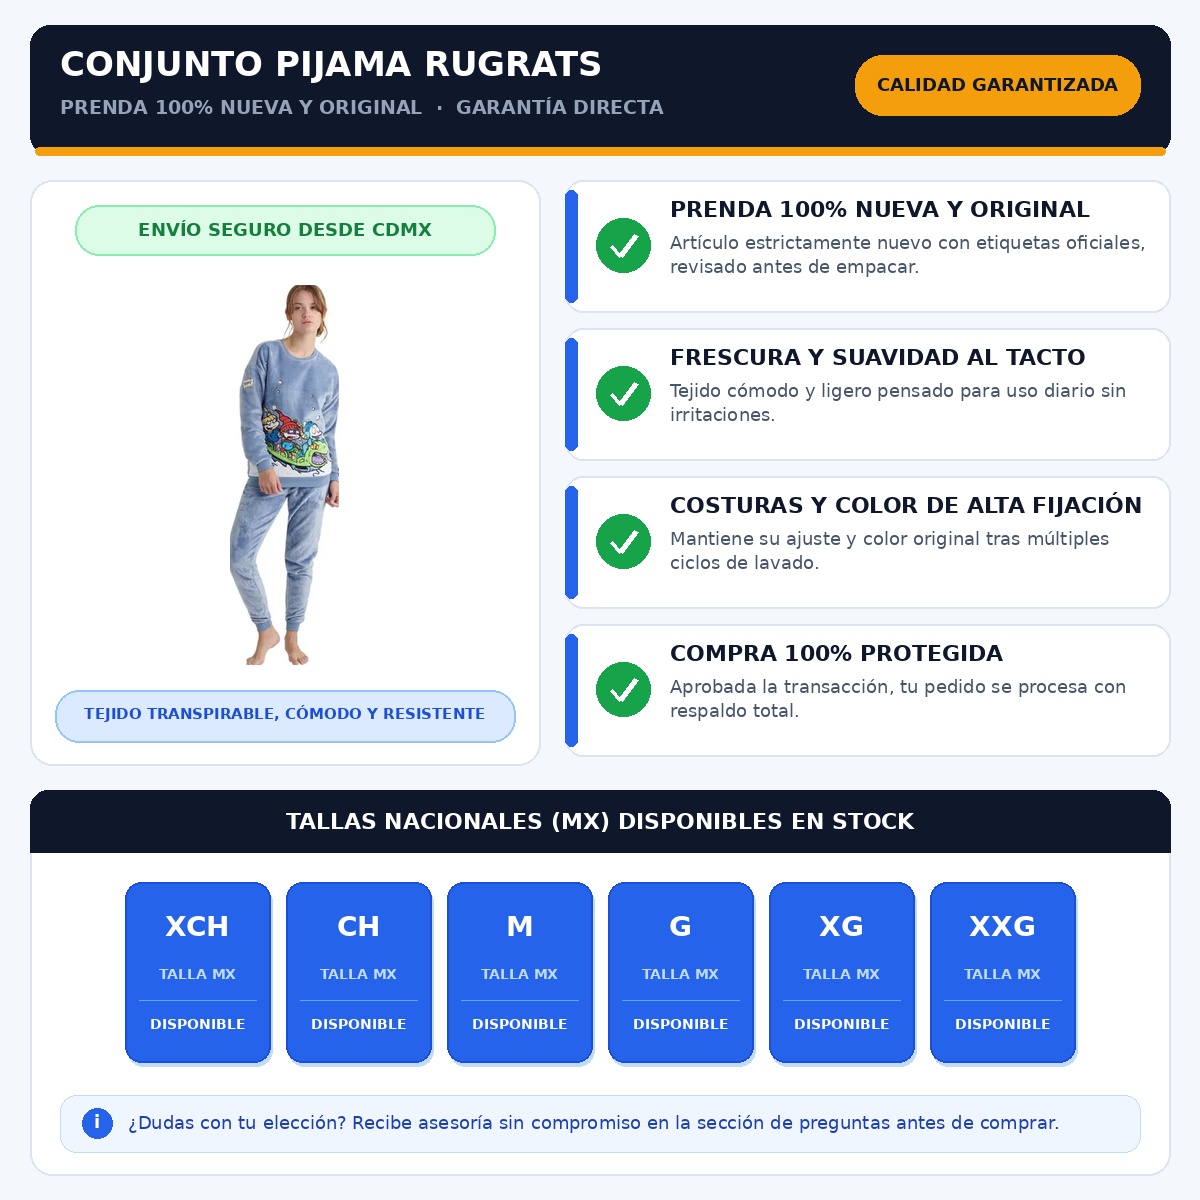 CONJUNTO PIJAMA RUGRATS
PRENDA 100% NUEVA Y ORIGINAL · GARANTÍA DIRECTA
CALIDAD GARANTIZADA
ENVÍO SEGURO DESDE CDMX
TEJIDO TRANSPIRABLE, CÓMODO Y RESISTENTE
PRENDA 100% NUEVA Y ORIGINAL
Artículo estrictamente nuevo con etiquetas oficiales,
revisado antes de empacar.
FRESCURA Y SUAVIDAD AL TACTO
Tejido cómodo y ligero pensado para uso diario sin
irritaciones.
COSTURAS Y COLOR DE ALTA FIJACIÓN
Mantiene su ajuste y color original tras múltiples
ciclos de lavado.
COMPRA 100% PROTEGIDA
Aprobada la transacción, tu pedido se procesa con
respaldo total.
TALLAS NACIONALES (MX) DISPONIBLES EN STOCK
XCH
TALLA MX
DISPONIBLE
CH
TALLA MX
DISPONIBLE
M
TALLA MX
DISPONIBLE
G
TALLA MX
DISPONIBLE
XG
TALLA MX
DISPONIBLE
XXG
TALLA MX
DISPONIBLE
i ¿Dudas con tu elección? Recibe asesoría sin compromiso en la sección de preguntas antes de comprar.